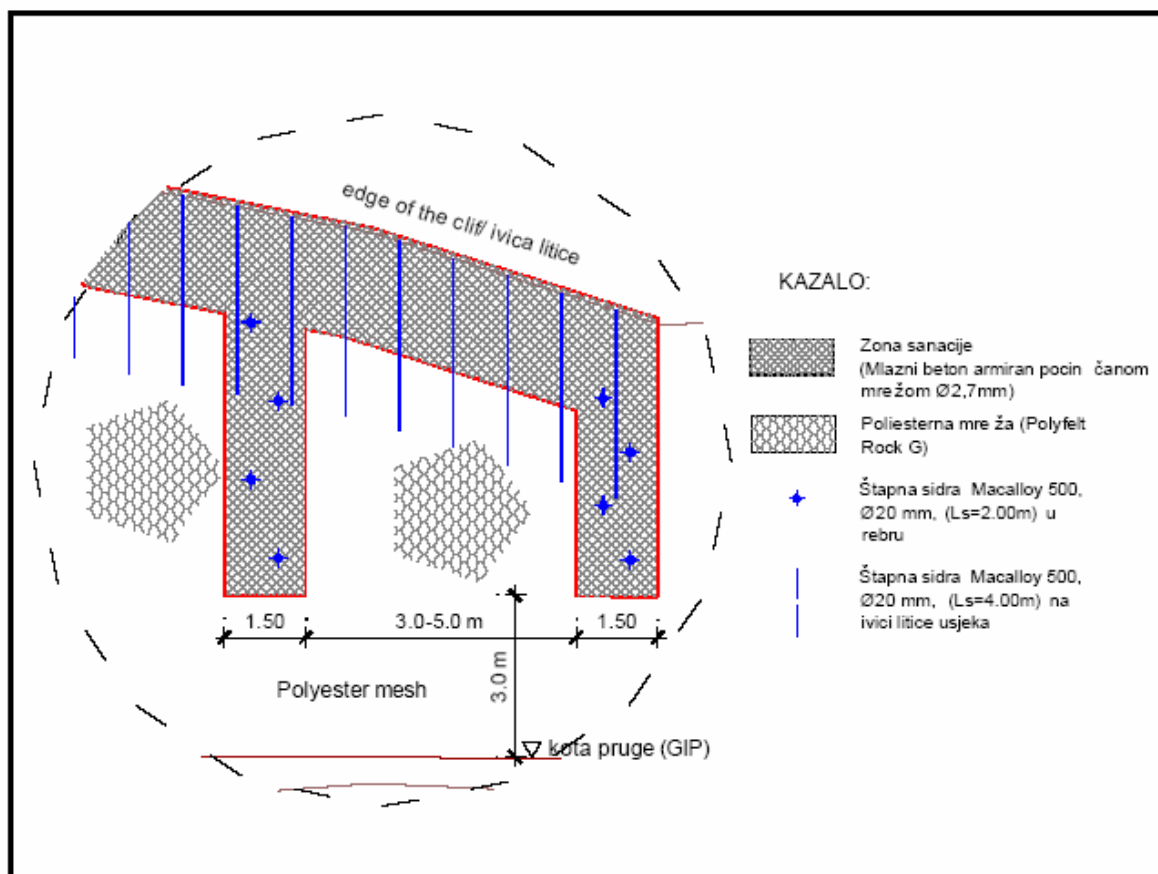 edge of the clif/ ivica litice
KAZALO:
Zona sanacije
(Mlazni beton armiran pocin čanom
mrežom Ø2,7mm)
Poliesterna mre ža (Polyfelt
Rock G)
Štapna sidra Macalloy 500,
Ø20 mm, (Ls=2.00m) u
rebru
Štapna sidra Macalloy 500,
Ø20 mm, (Ls=4.00m) na
ivici litice usjeka
1.50
3.0-5.0 m
1.50
3.0 m
Polyester mesh
kota pruge (GIP)